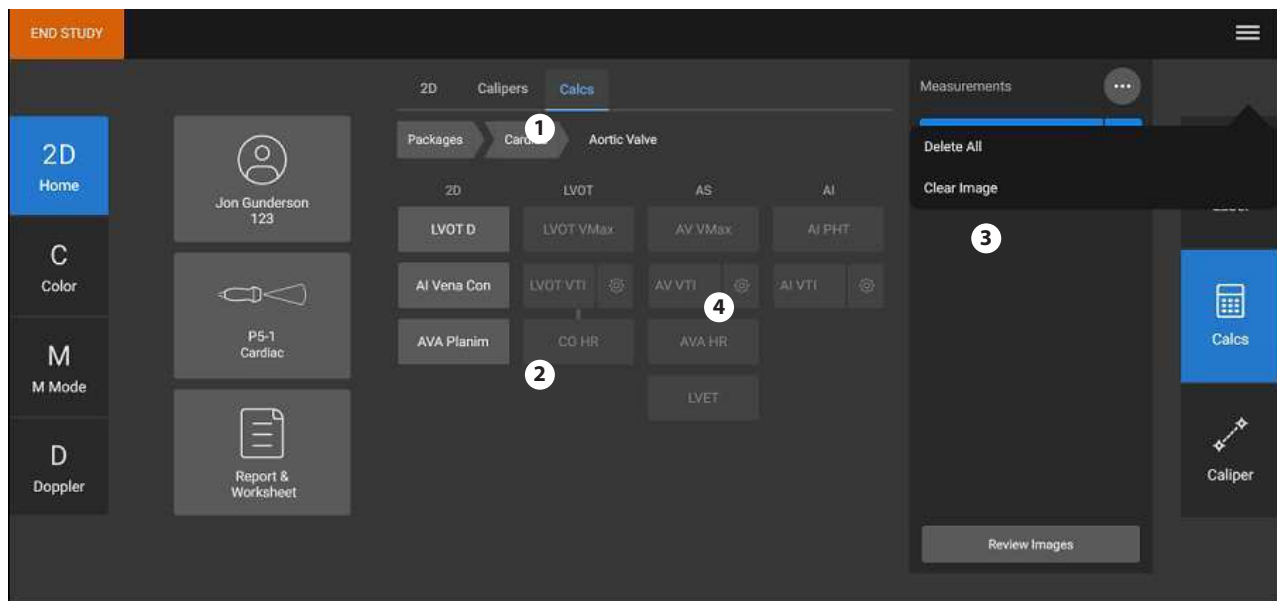 END STUDY
2D
Home
C
Color
M
M Mode
D
Doppler
Jon Gunderson
123
P5-1
Cardiac
Report &
Worksheet
2D Calipers Calcs
1
Packages Aortic Valve
2D LVOT AS AI
LVOT D LVOT VMax AV VMax AI PHT
AI Vena Con LVOT VTI AV VTI AI VTI
4
AVA Planim CO HR AVA HR
2
LVET
Measurements
Delete All
Clear Image
3
Review Images
Calcs
Caliper